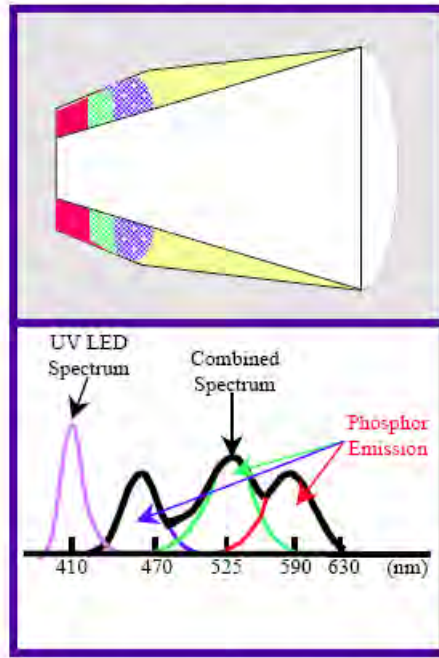 UV LED
Spectrum
Combined
Spectrum
Phosphor
Emission
410 470 525 590 630 (nm)